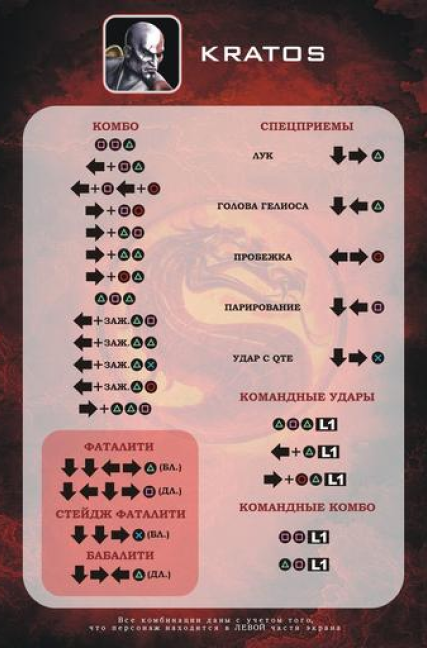 KRATOS
КОМБО
□□△
←+□△
←+□←+○
→+□○
→+△□
→+△△
→+○△
△□△
←+ЗАЖ.△□
←+ЗАЖ.△△
←+ЗАЖ.△✕
←+ЗАЖ.△○
→+△△□
ФАТАЛИТИ
↓↓←→△(БЛ.)
↓←↓→□(ДЛ.)
СТЕЙДЖ ФАТАЛИТИ
↓↓→✕(БЛ.)
БАБАЛИТИ
↓→←△(ДЛ.)
СПЕЦПРИЕМЫ
ЛУК ↓→△
ГОЛОВА ГЕЛИОСА ↓←△
ПРОБЕЖКА ←→○
ПАРИРОВАНИЕ ↓←□
УДАР С QTE ↓→✕
КОМАНДНЫЕ УДАРЫ
△□△L1
←+△L1
→+○△L1
КОМАНДНЫЕ КОМБО
□□L1
△□L1
Все комбинации даны с учетом того,
что персонаж находится в ЛЕВОЙ части экрана